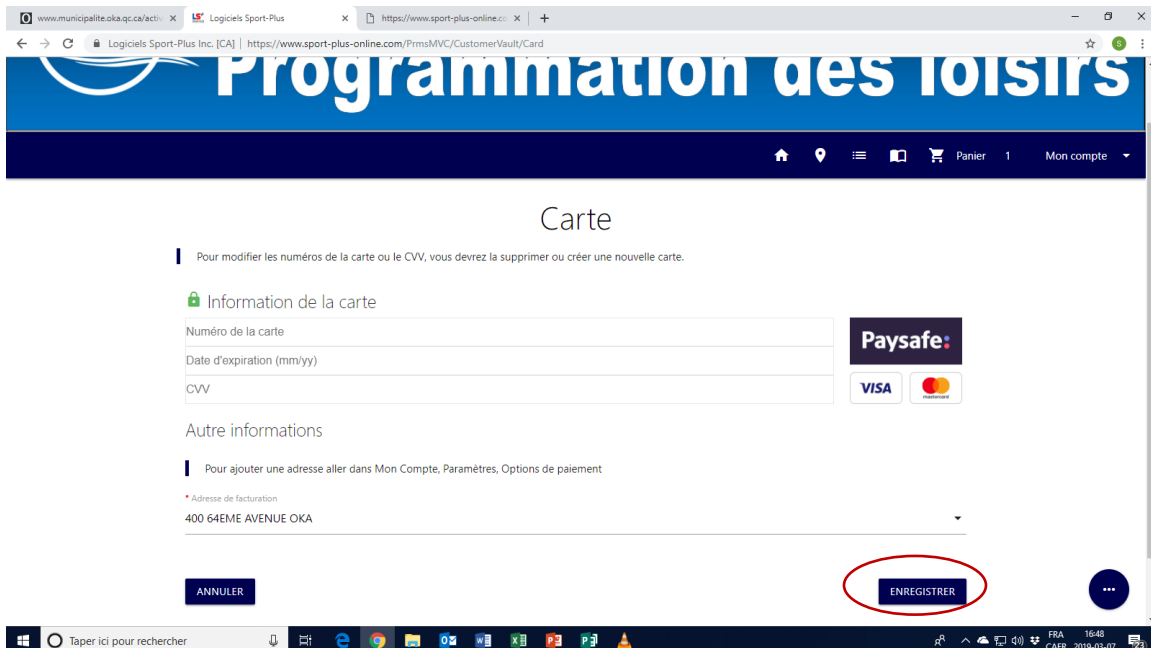 www.municipalite.oka.qc.ca/activ
Logiciels Sport-Plus
https://www.sport-plus-online.co
Logiciels Sport-Plus Inc. [CA] | https://www.sport-plus-online.com/PrmsMVC/CustomerVault/Card
S
Programmation des loisirs
Panier 1 Mon compte
Carte
Pour modifier les numéros de la carte ou le CVV, vous devrez la supprimer ou créer une nouvelle carte.
Information de la carte
Numéro de la carte
Date d'expiration (mm/yy)
CVV
Paysafe:
VISA
mastercard
Autre informations
Pour ajouter une adresse aller dans Mon Compte, Paramètres, Options de paiement
* Adresse de facturation
400 64EME AVENUE OKA
ANNULER
ENREGISTRER
Taper ici pour rechercher
FRA 16:48
CAFR 2019-03-07
23